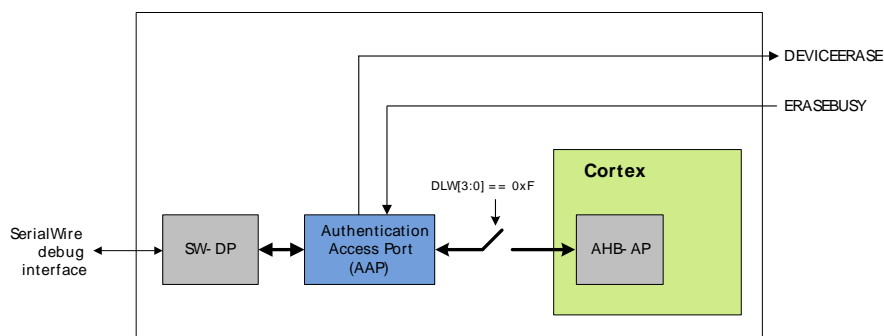 DEVICEERASE
ERASEBUSY
Cortex
DLW[3:0] == 0xF
SerialWire
debug
interface
SW-DP
Authentication
Access Port
(AAP)
AHB-AP